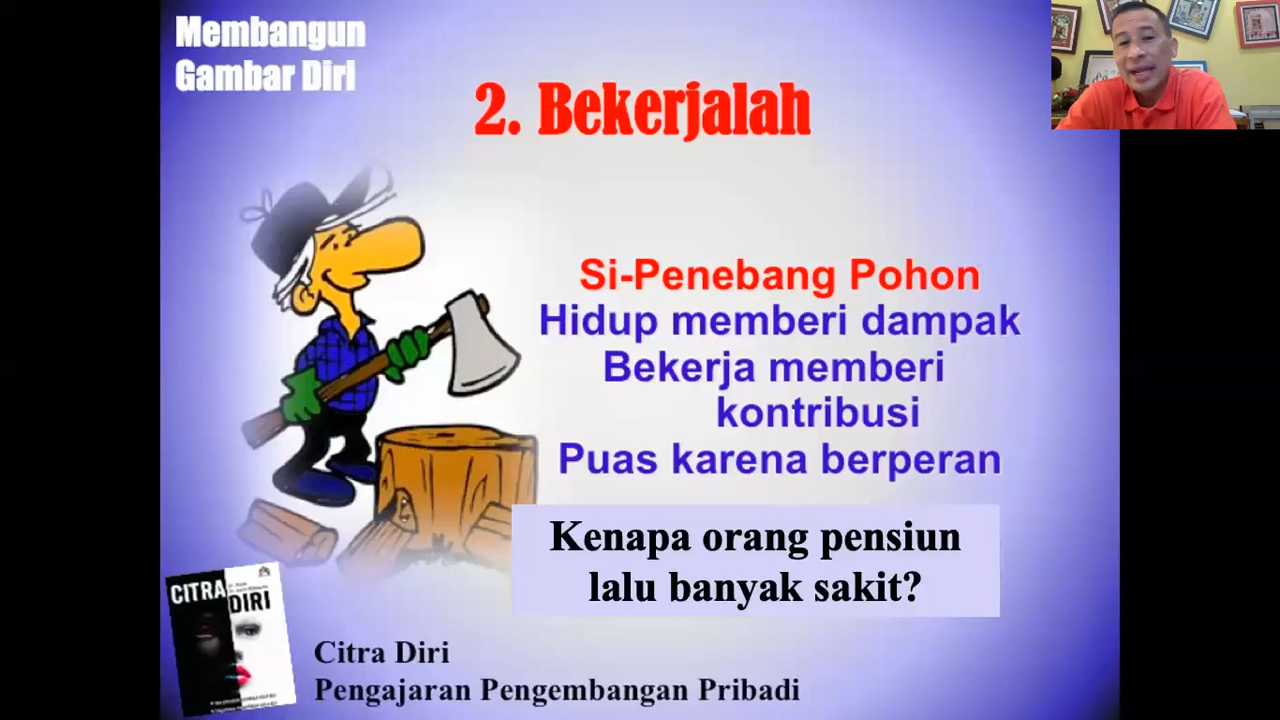 Membangun
Gambar Diri
2. Bekerjalah
Si-Penebang Pohon
Hidup memberi dampak
Bekerja memberi
kontribusi
Puas karena berperan
Kenapa orang pensiun
lalu banyak sakit?
CITRA
DIRI
Citra Diri
Pengajaran Pengembangan Pribadi